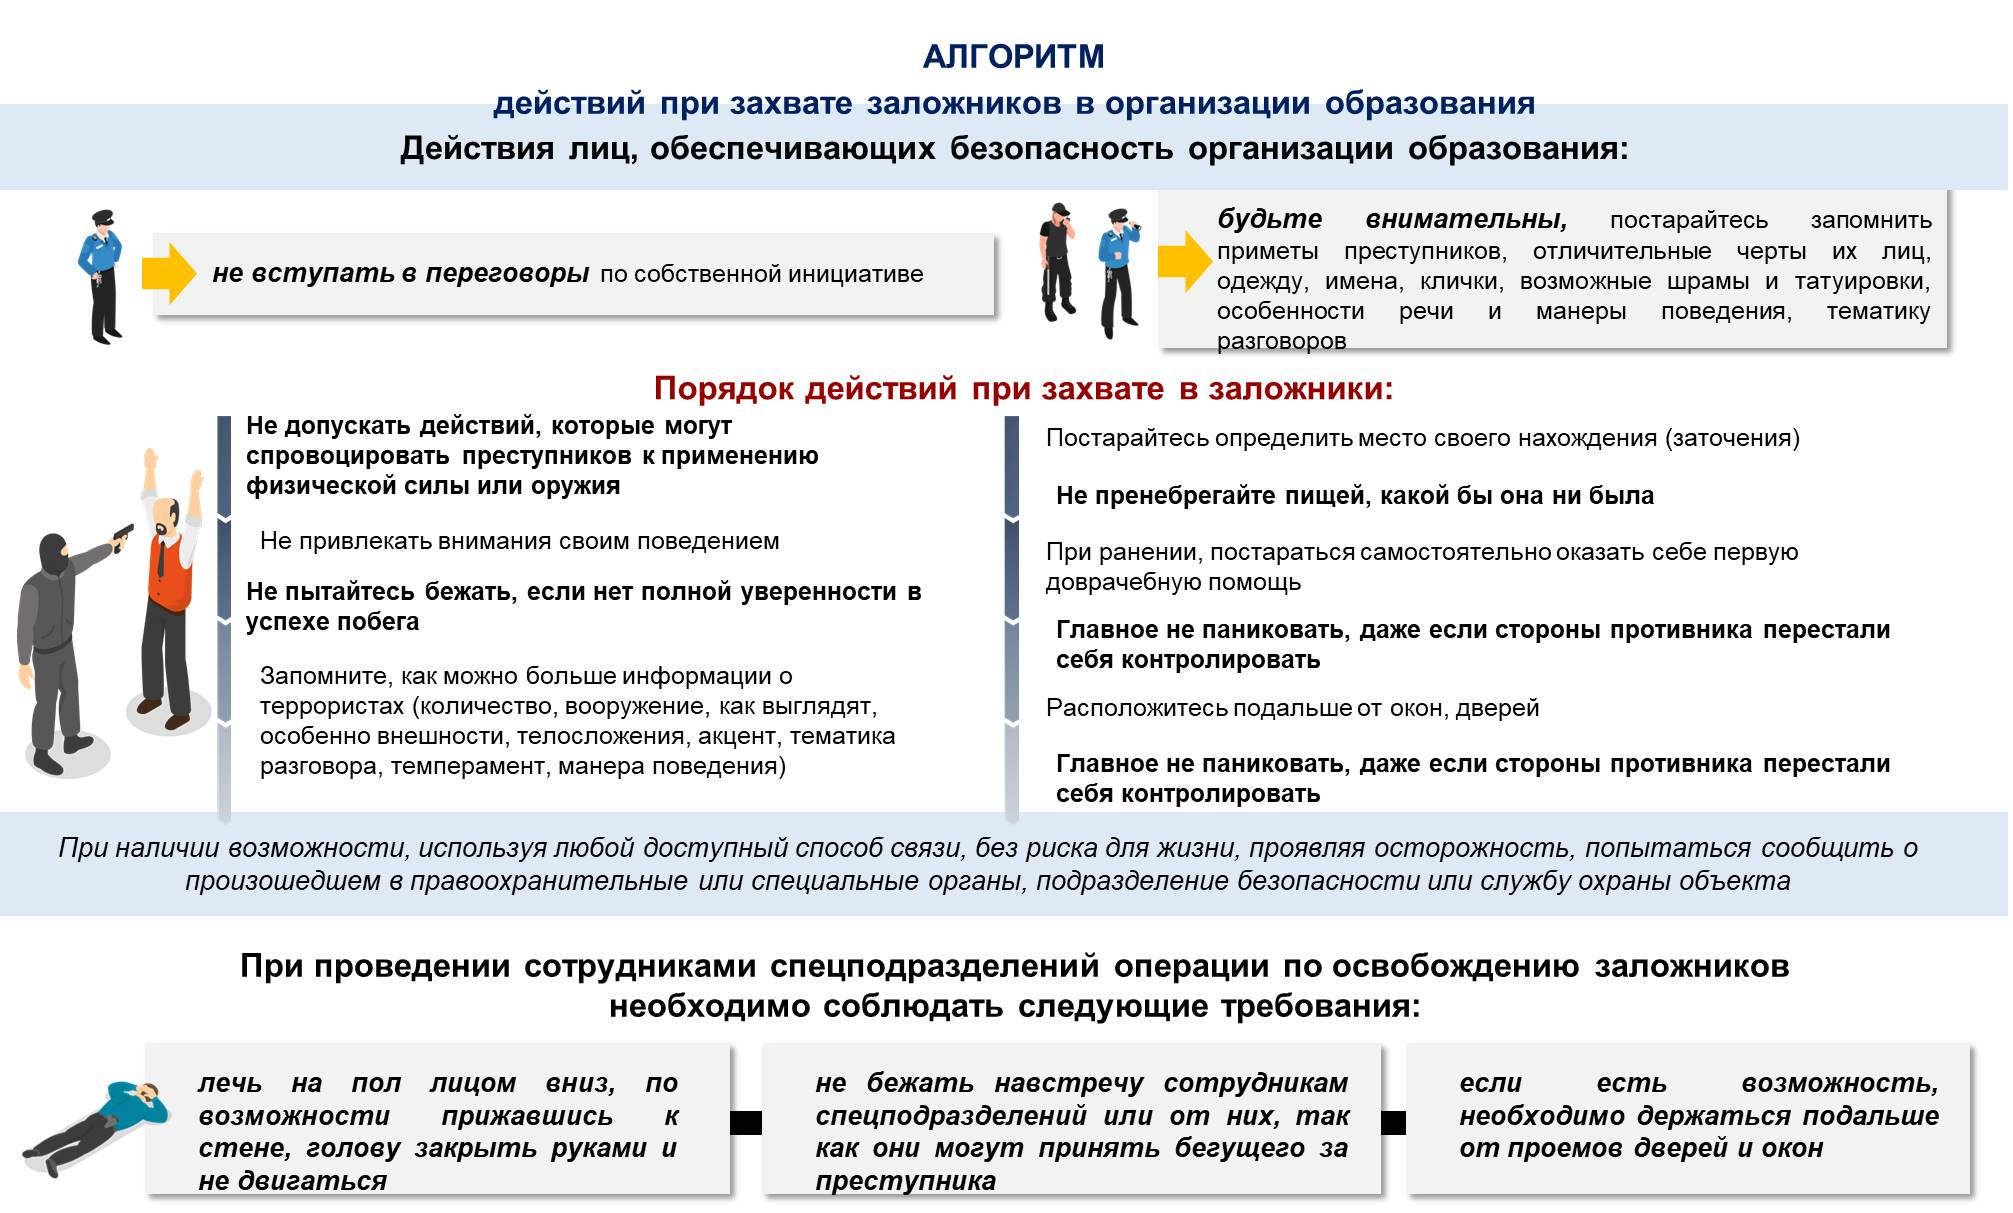 АЛГОРИТМ
действий при захвате заложников в организации образования
Действия лиц, обеспечивающих безопасность организации образования:
не вступать в переговоры по собственной инициативе
будьте внимательны, постарайтесь запомнить
приметы преступников, отличительные черты их лиц,
одежду, имена, клички, возможные шрамы и татуировки,
особенности речи и манеры поведения, тематику
разговоров
Порядок действий при захвате в заложники:
Не допускать действий, которые могут
спровоцировать преступников к применению
физической силы или оружия
Не привлекать внимания своим поведением
Не пытайтесь бежать, если нет полной уверенности в
успехе побега
Запомните, как можно больше информации о
террористах (количество, вооружение, как выглядят,
особенно внешности, телосложения, акцент, тематика
разговора, темперамент, манера поведения)
Постарайтесь определить место своего нахождения (заточения)
Не пренебрегайте пищей, какой бы она ни была
При ранении, постараться самостоятельно оказать себе первую
доврачебную помощь
Главное не паниковать, даже если стороны противника перестали
себя контролировать
Расположитесь подальше от окон, дверей
Главное не паниковать, даже если стороны противника перестали
себя контролировать
При наличии возможности, используя любой доступный способ связи, без риска для жизни, проявляя осторожность, попытаться сообщить о
произошедшем в правоохранительные или специальные органы, подразделение безопасности или службу охраны объекта
При проведении сотрудниками спецподразделений операции по освобождению заложников
необходимо соблюдать следующие требования:
лечь на пол лицом вниз, по
возможности прижавшись к
стене, голову закрыть руками и
не двигаться
не бежать навстречу сотрудникам
спецподразделений или от них, так
как они могут принять бегущего за
преступника
если есть возможность,
необходимо держаться подальше
от проемов дверей и окон